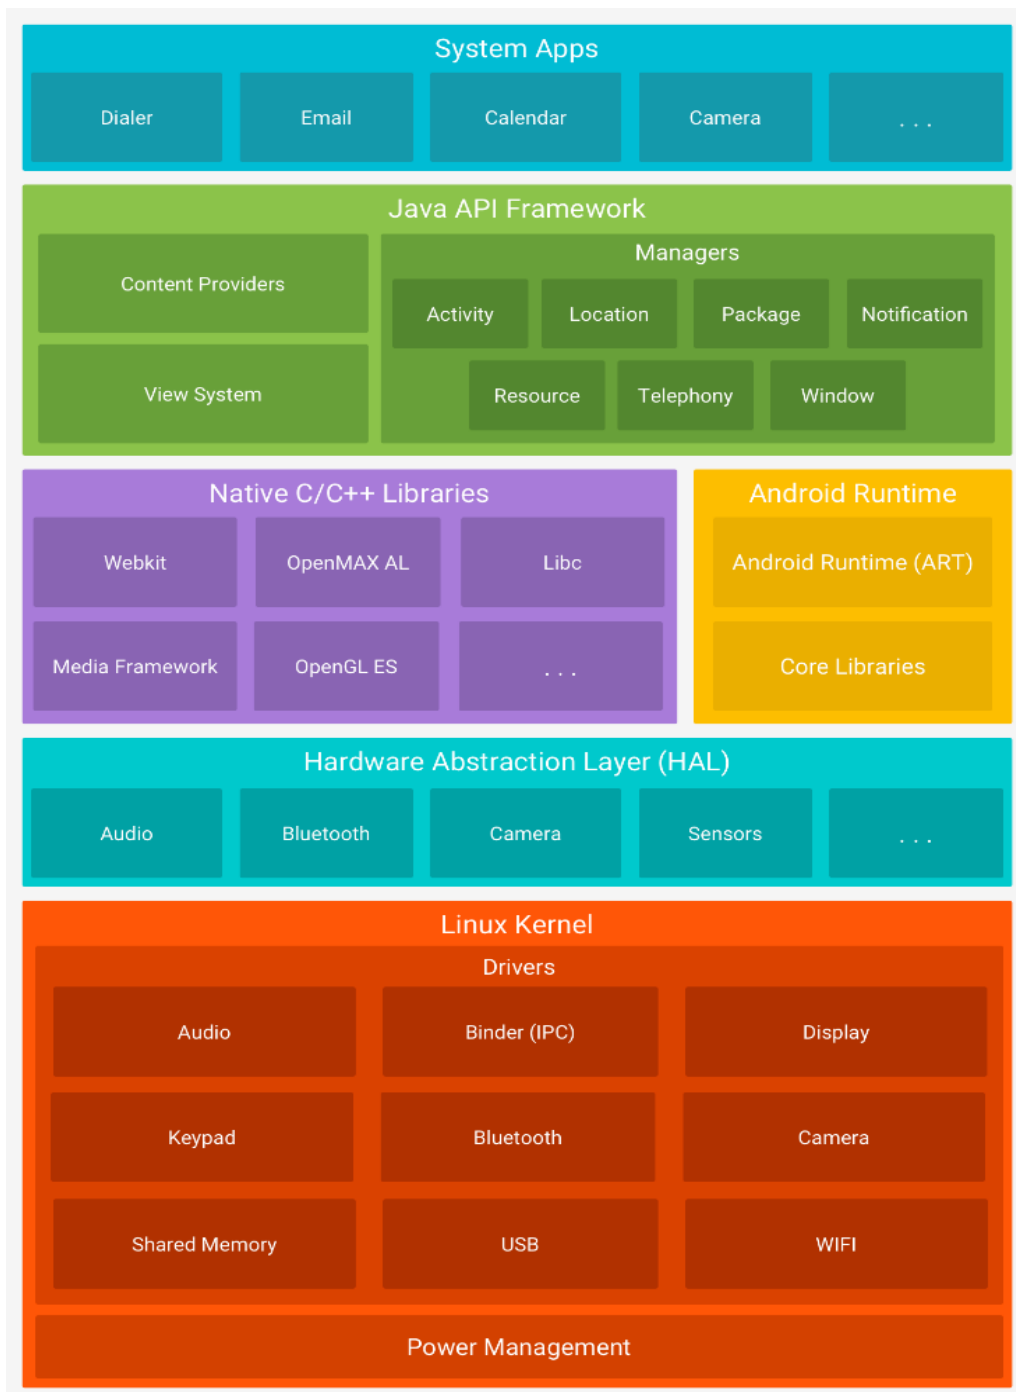 System Apps
Dialer
Email
Calendar
Camera
. . .
Java API Framework
Content Providers
View System
Managers
Activity
Location
Package
Notification
Resource
Telephony
Window
Native C/C++ Libraries
Webkit
OpenMAX AL
Libc
Media Framework
OpenGL ES
. . .
Android Runtime
Android Runtime (ART)
Core Libraries
Hardware Abstraction Layer (HAL)
Audio
Bluetooth
Camera
Sensors
. . .
Linux Kernel
Drivers
Audio
Binder (IPC)
Display
Keypad
Bluetooth
Camera
Shared Memory
USB
WIFI
Power Management